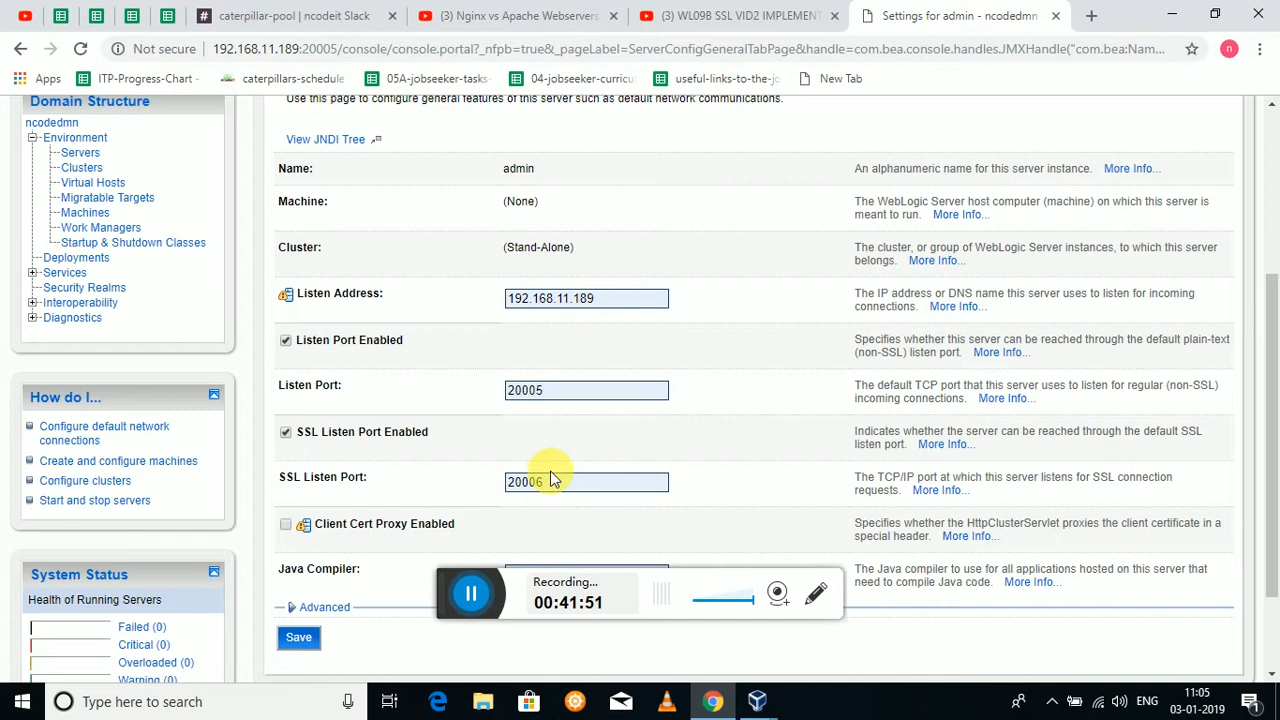 caterpillar-pool | ncodeit Slack
(3) Nginx vs Apache Webservers
(3) WL09B SSL VID2 IMPLEMENT
Settings for admin - ncodedmn
Not secure
192.168.11.189:20005/console/console.portal?_nfpb=true&_pageLabel=ServerConfigGeneralTabPage&handle=com.bea.console.handles.JMXHandle("com.bea:Nam...
n
Apps
ITP-Progress-Chart -
caterpillars-schedule
05A-jobseeker-tasks-
04-jobseeker-curricu
useful-links-to-the-jo
New Tab
Domain Structure
ncodedmn
Environment
Servers
Clusters
Virtual Hosts
Migratable Targets
Machines
Work Managers
Startup & Shutdown Classes
Deployments
Services
Security Realms
Interoperability
Diagnostics
How do I...
Configure default network
connections
Create and configure machines
Configure clusters
Start and stop servers
System Status
Health of Running Servers
Failed (0)
Critical (0)
Overloaded (0)
Warning (0)
Use this page to configure general features of this server such as default network communications.
View JNDI Tree
Name:
admin
An alphanumeric name for this server instance. More Info...
Machine:
(None)
The WebLogic Server host computer (machine) on which this server is
meant to run. More Info...
Cluster:
(Stand-Alone)
The cluster, or group of WebLogic Server instances, to which this server
belongs. More Info...
Listen Address:
192.168.11.189
The IP address or DNS name this server uses to listen for incoming
connections. More Info...
Listen Port Enabled
Specifies whether this server can be reached through the default plain-text
(non-SSL) listen port. More Info...
Listen Port:
20005
The default TCP port that this server uses to listen for regular (non-SSL)
incoming connections. More Info...
SSL Listen Port Enabled
Indicates whether the server can be reached through the default SSL
listen port. More Info...
SSL Listen Port:
20006
The TCP/IP port at which this server listens for SSL connection
requests. More Info...
Client Cert Proxy Enabled
Specifies whether the HttpClusterServlet proxies the client certificate in a
special header. More Info...
Java Compiler:
The Java compiler to use for all applications hosted on this server that
need to compile Java code. More Info...
Advanced
Save
Recording...
00:41:51
Type here to search
ENG
11:05
03-01-2019
1